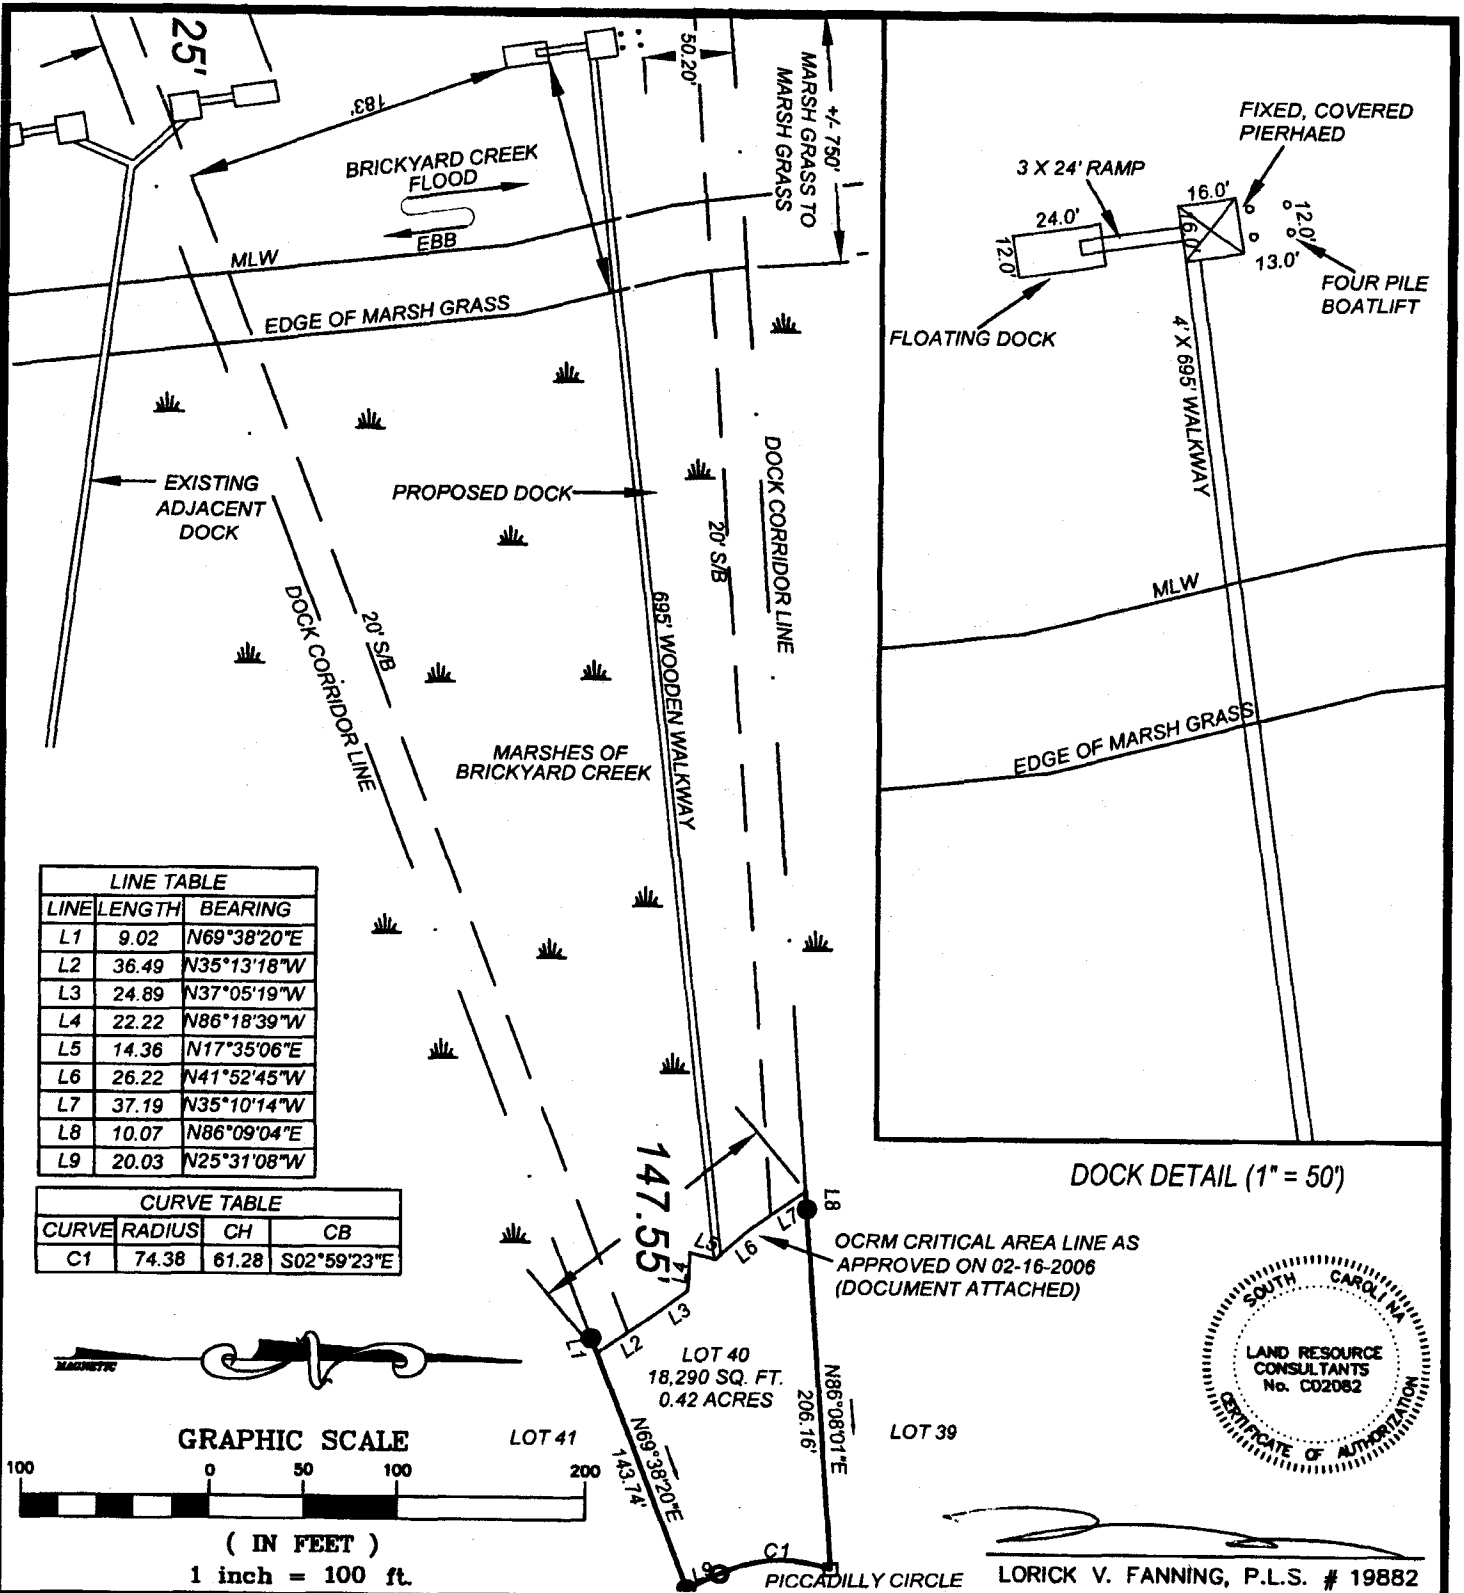 25'
183'
50.20'
+/- 750'
MARSH GRASS TO
MARSH GRASS
BRICKYARD CREEK
FLOOD
EBB
MLW
EDGE OF MARSH GRASS
EXISTING
ADJACENT
DOCK
PROPOSED DOCK
DOCK CORRIDOR LINE
20' S/B
20' S/B
DOCK CORRIDOR LINE
695' WOODEN WALKWAY
MARSHES OF
BRICKYARD CREEK
FIXED, COVERED
PIERHAED
3 X 24' RAMP
16.0'
24.0'
12.0'
16.0'
12.0'
13.0'
FOUR PILE
BOATLIFT
FLOATING DOCK
4' X 695' WALKWAY
MLW
EDGE OF MARSH GRASS
DOCK DETAIL (1" = 50')
LINE TABLE
LINE LENGTH BEARING
L1 9.02 N69°38'20"E
L2 36.49 N35°13'18"W
L3 24.89 N37°05'19"W
L4 22.22 N86°18'39"W
L5 14.36 N17°35'06"E
L6 26.22 N41°52'45"W
L7 37.19 N35°10'14"W
L8 10.07 N86°09'04"E
L9 20.03 N25°31'08"W
CURVE TABLE
CURVE RADIUS CH CB
C1 74.38 61.28 S02°59'23"E
147.55'
L8
L7
L6
L5
L4
L3
L2
L1
OCRM CRITICAL AREA LINE AS
APPROVED ON 02-16-2006
(DOCUMENT ATTACHED)
LOT 40
18,290 SQ. FT.
0.42 ACRES
N86°08'01"E
206.16'
LOT 39
LOT 41
N69°38'20"E
143.74'
L9
C1
PICCADILLY CIRCLE
MAGNETIC
GRAPHIC SCALE
100 0 50 100 200
( IN FEET )
1 inch = 100 ft.
SOUTH CAROLINA
LAND RESOURCE
CONSULTANTS
No. C02082
CERTIFICATE OF AUTHORIZATION
LORICK V. FANNING, P.L.S. # 19882